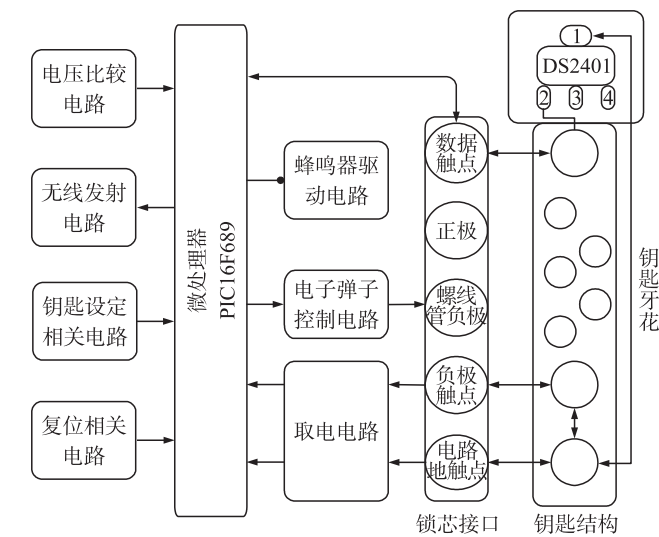 1
DS2401
2 3 4
电压比较
电路
无线发射
电路
钥匙设定
相关电路
复位相关
电路
微处理器
PIC16F689
蜂鸣器驱
动电路
电子弹子
控制电路
取电电路
数据
触点
正极
螺线
管负极
负极
触点
电路
地触点
锁芯接口
钥匙结构
钥匙牙花